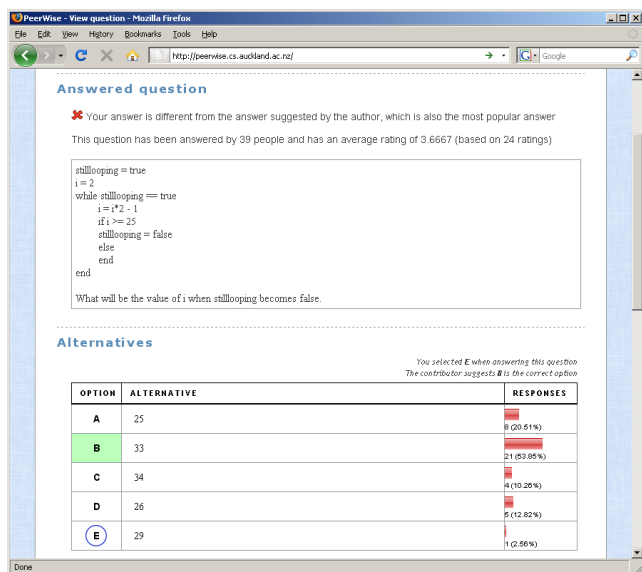 PeerWise - View question - Mozilla Firefox
File Edit View History Bookmarks Tools Help
http://peerwise.cs.auckland.ac.nz/
G Google
Answered question
Your answer is different from the answer suggested by the author, which is also the most popular answer
This question has been answered by 39 people and has an average rating of 3.6667 (based on 24 ratings)
stilllooping = true
i = 2
while stilllooping == true
i = i*2 - 1
if i >= 25
stilllooping = false
else
end
end
What will be the value of i when stilllooping becomes false.
Alternatives
You selected E when answering this question
The contributor suggests B is the correct option
OPTION ALTERNATIVE RESPONSES
A 25 8 (20.51%)
B 33 21 (53.85%)
C 34 4 (10.26%)
D 26 5 (12.82%)
E 29 1 (2.56%)
Done